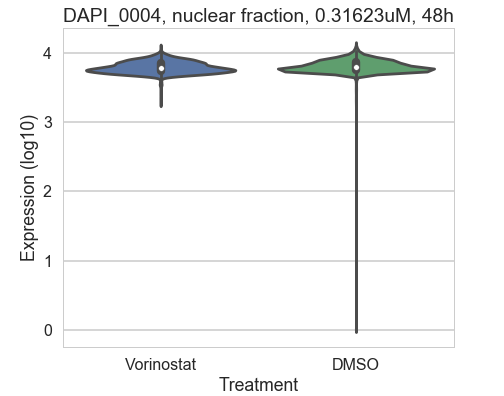 DAPI_0004, nuclear fraction, 0.31623uM, 48h
4
3
2
1
0
Expression (log10)
Vorinostat DMSO
Treatment